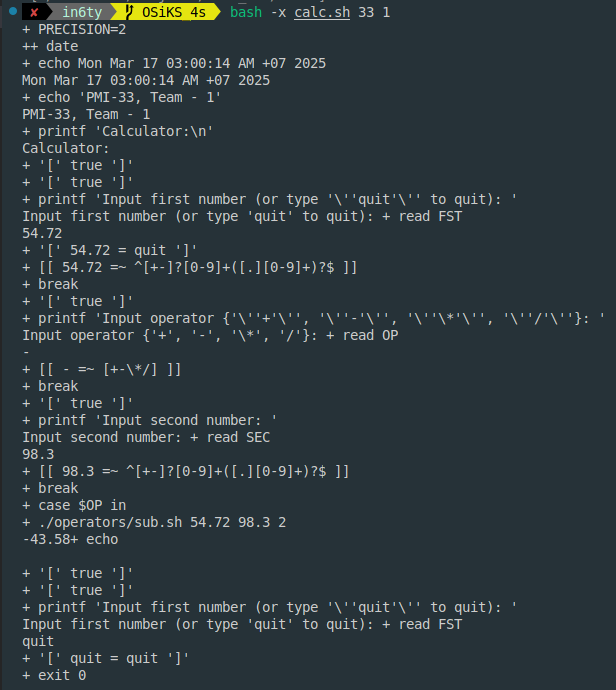 ✘ in6ty OSiKS 4s bash -x calc.sh 33 1
+ PRECISION=2
++ date
+ echo Mon Mar 17 03:00:14 AM +07 2025
Mon Mar 17 03:00:14 AM +07 2025
+ echo 'PMI-33, Team - 1'
PMI-33, Team - 1
+ printf 'Calculator:\n'
Calculator:
+ '[' true ']'
+ '[' true ']'
+ printf 'Input first number (or type '\''quit'\'' to quit): '
Input first number (or type 'quit' to quit): + read FST
54.72
+ '[' 54.72 = quit ']'
+ [[ 54.72 =~ ^[+-]?[0-9]+([.][0-9]+)?$ ]]
+ break
+ '[' true ']'
+ printf 'Input operator {'\''+'\'', '\''-'\'', '\''\*'\'', '\''/'\''}: '
Input operator {'+', '-', '\*', '/'}: + read OP
-
+ [[ - =~ [+-\*/] ]]
+ break
+ '[' true ']'
+ printf 'Input second number: '
Input second number: + read SEC
98.3
+ [[ 98.3 =~ ^[+-]?[0-9]+([.][0-9]+)?$ ]]
+ break
+ case $OP in
+ ./operators/sub.sh 54.72 98.3 2
-43.58+ echo
+ '[' true ']'
+ '[' true ']'
+ printf 'Input first number (or type '\''quit'\'' to quit): '
Input first number (or type 'quit' to quit): + read FST
quit
+ '[' quit = quit ']'
+ exit 0